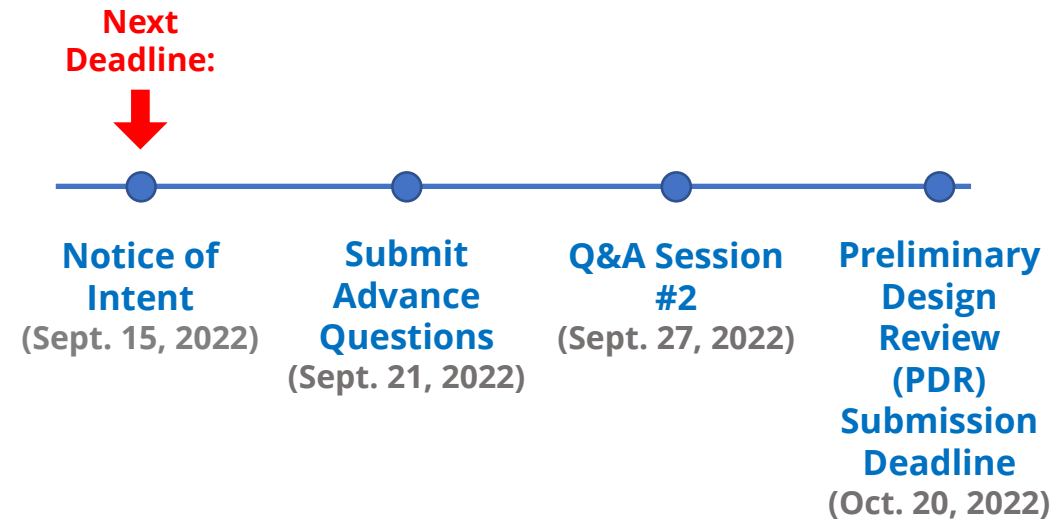 Next
Deadline:
Notice of
Intent
(Sept. 15, 2022)
Submit
Advance
Questions
(Sept. 21, 2022)
Q&A Session
#2
(Sept. 27, 2022)
Preliminary
Design
Review
(PDR)
Submission
Deadline
(Oct. 20, 2022)